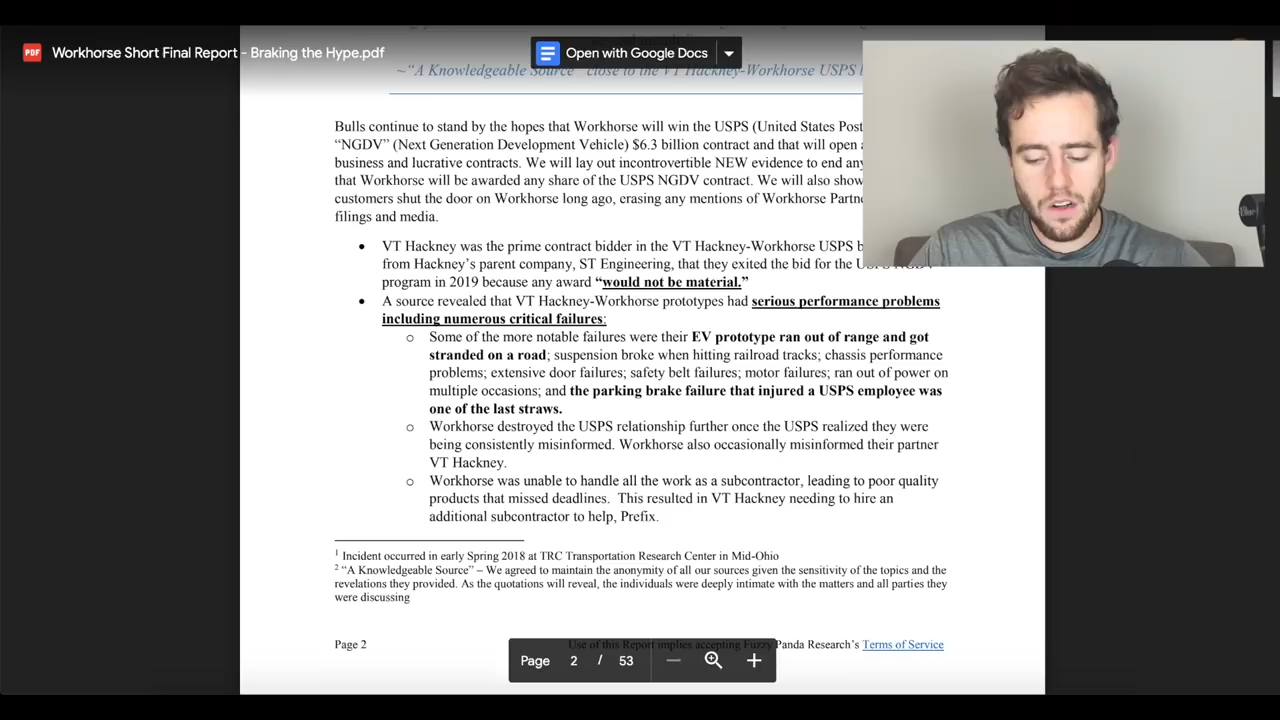 PDF Workhorse Short Final Report - Braking the Hype.pdf
Open with Google Docs
~“A Knowledgeable Source” close to the VT Hackney-Workhorse USPS
Bulls continue to stand by the hopes that Workhorse will win the USPS (United States Post
“NGDV” (Next Generation Development Vehicle) $6.3 billion contract and that will open
business and lucrative contracts. We will lay out incontrovertible NEW evidence to end any
that Workhorse will be awarded any share of the USPS NGDV contract. We will also show
customers shut the door on Workhorse long ago, erasing any mentions of Workhorse Partne
filings and media.
• VT Hackney was the prime contract bidder in the VT Hackney-Workhorse USPS b
from Hackney’s parent company, ST Engineering, that they exited the bid for the USPS NGDV
program in 2019 because any award “would not be material.”
• A source revealed that VT Hackney-Workhorse prototypes had serious performance problems
including numerous critical failures:
o Some of the more notable failures were their EV prototype ran out of range and got
stranded on a road; suspension broke when hitting railroad tracks; chassis performance
problems; extensive door failures; safety belt failures; motor failures; ran out of power on
multiple occasions; and the parking brake failure that injured a USPS employee was
one of the last straws.
o Workhorse destroyed the USPS relationship further once the USPS realized they were
being consistently misinformed. Workhorse also occasionally misinformed their partner
VT Hackney.
o Workhorse was unable to handle all the work as a subcontractor, leading to poor quality
products that missed deadlines. This resulted in VT Hackney needing to hire an
additional subcontractor to help, Prefix.
1 Incident occurred in early Spring 2018 at TRC Transportation Research Center in Mid-Ohio
2 “A Knowledgeable Source” – We agreed to maintain the anonymity of all our sources given the sensitivity of the topics and the
revelations they provided. As the quotations will reveal, the individuals were deeply intimate with the matters and all parties they
were discussing
Page 2 Use of this Report implies accepting Fuzzy Panda Research’s Terms of Service
Page 2 / 53